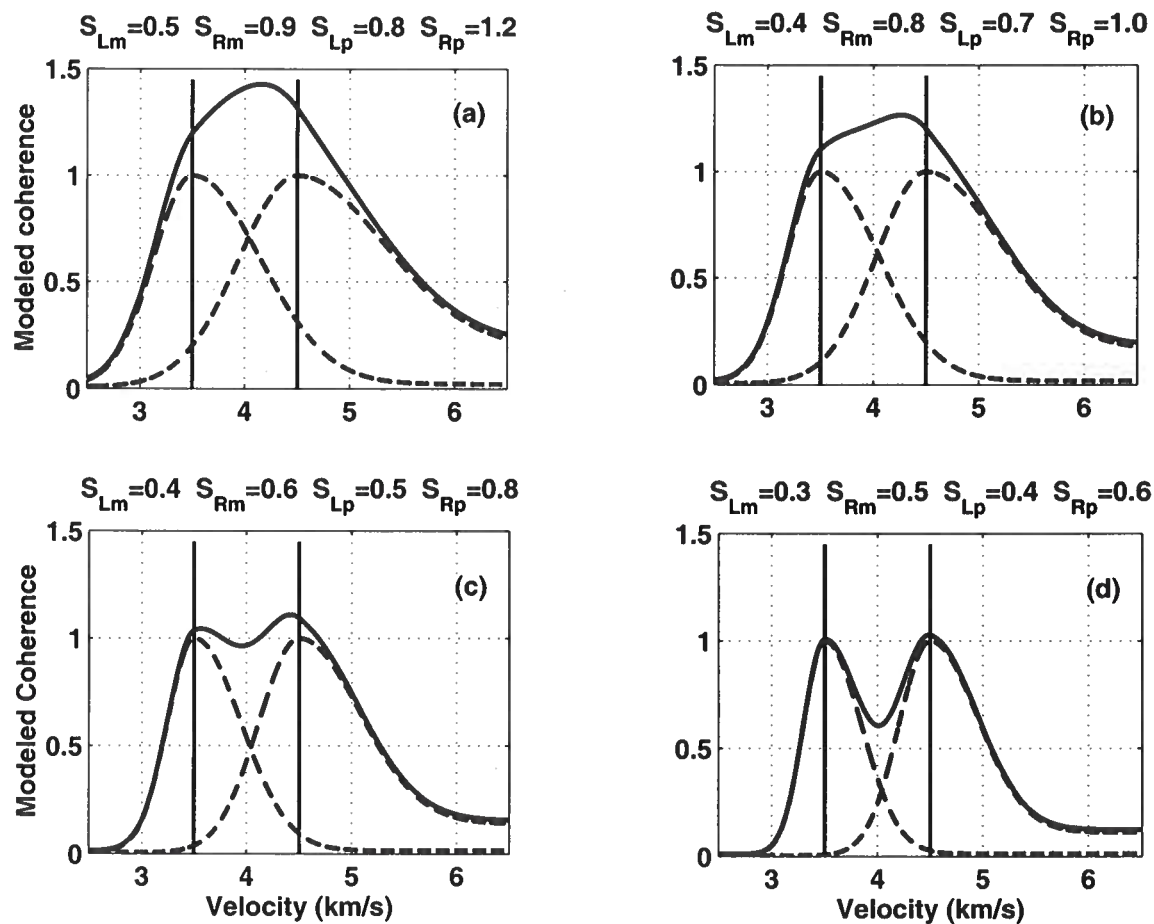 S_Lm=0.5 S_Rm=0.9 S_Lp=0.8 S_Rp=1.2
1.5
1
0.5
0
Modeled coherence
(a)
3 4 5 6
S_Lm=0.4 S_Rm=0.8 S_Lp=0.7 S_Rp=1.0
1.5
1
0.5
0
(b)
3 4 5 6
S_Lm=0.4 S_Rm=0.6 S_Lp=0.5 S_Rp=0.8
1.5
1
0.5
0
Modeled Coherence
(c)
3 4 5 6
Velocity (km/s)
S_Lm=0.3 S_Rm=0.5 S_Lp=0.4 S_Rp=0.6
1.5
1
0.5
0
(d)
3 4 5 6
Velocity (km/s)